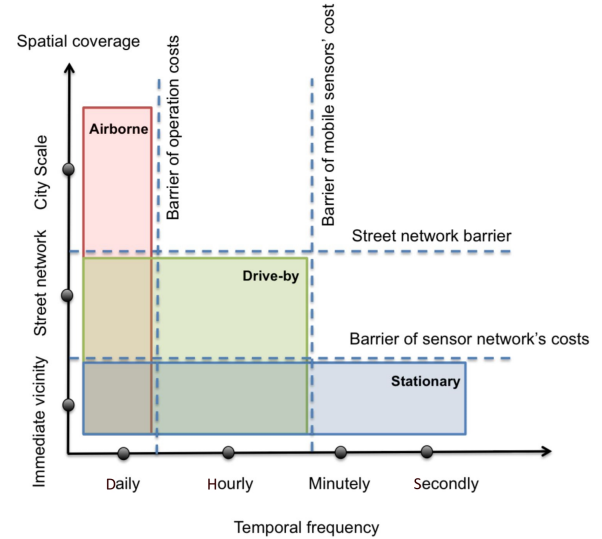 Spatial coverage
Barrier of operation costs
Barrier of mobile sensors' cost
Airborne
City Scale
Street network barrier
Street network
Drive-by
Barrier of sensor network's costs
Immediate vicinity
Stationary
Daily
Hourly
Minutely
Secondly
Temporal frequency